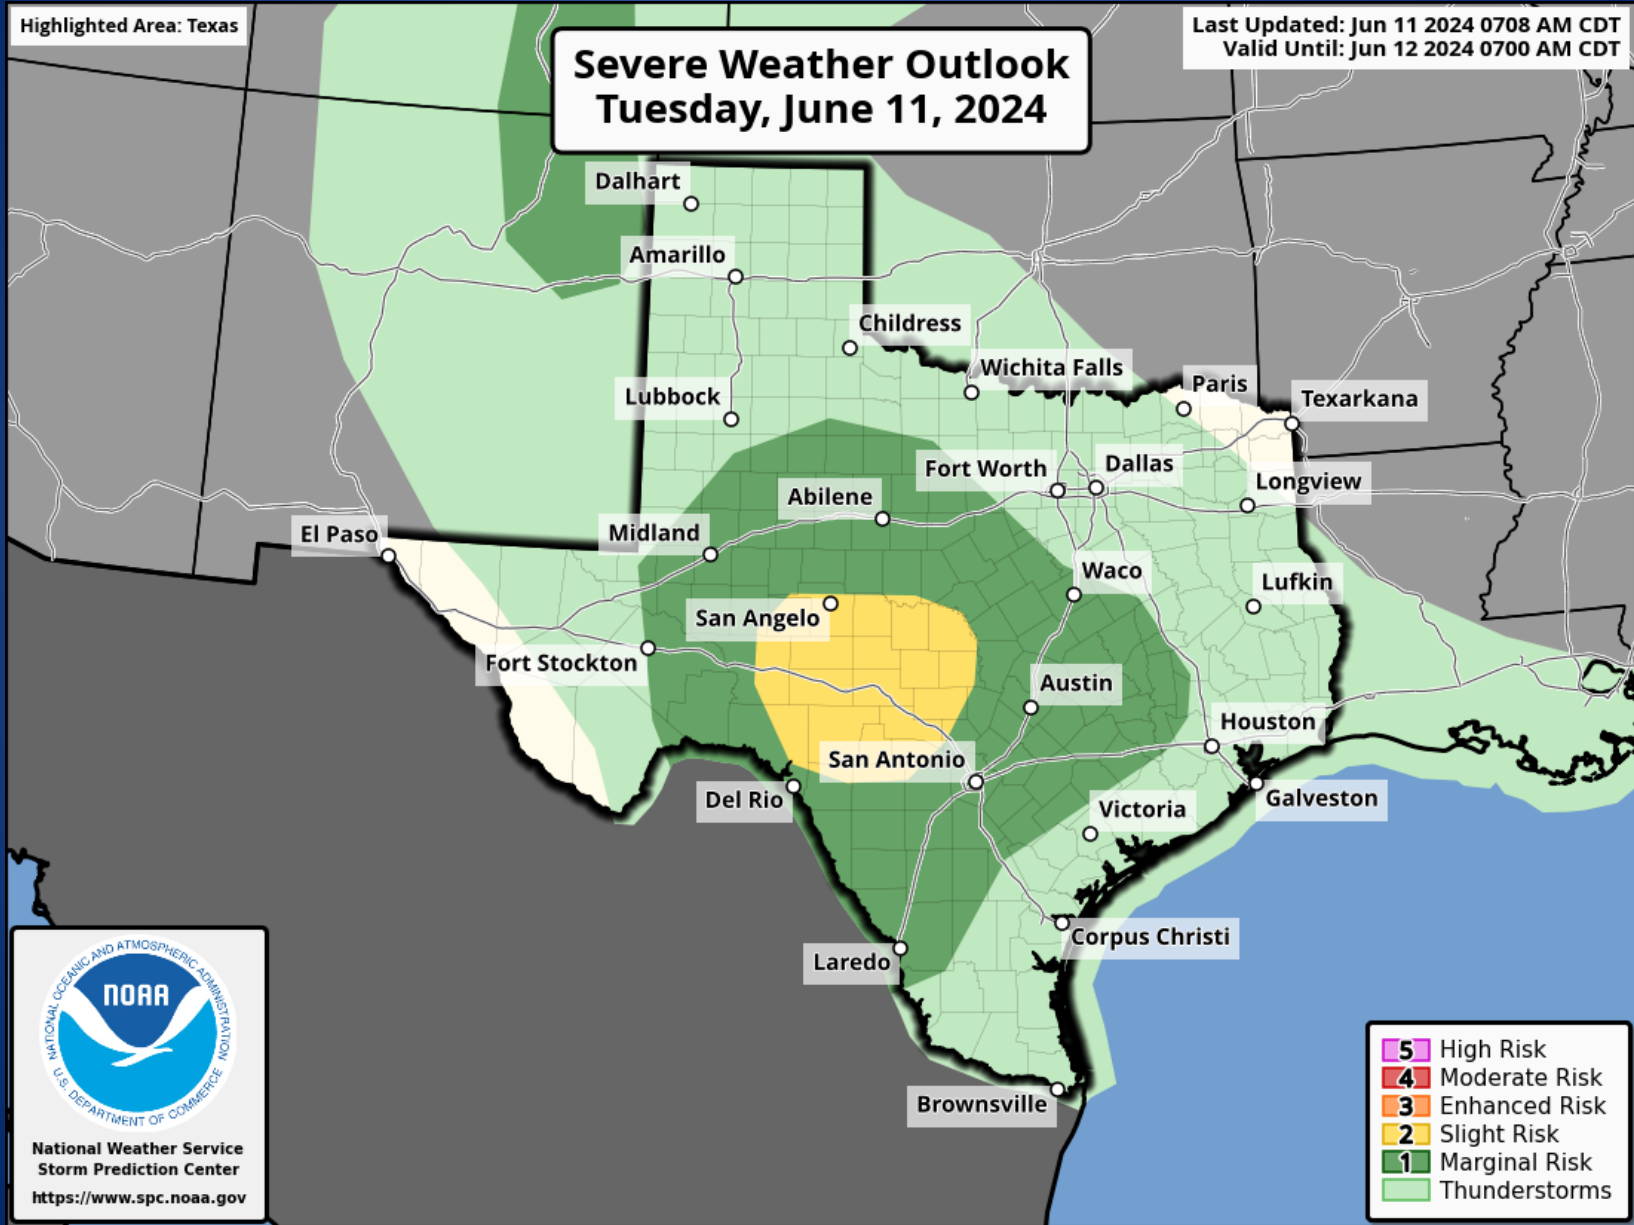 Highlighted Area: Texas
Severe Weather Outlook
Tuesday, June 11, 2024
Last Updated: Jun 11 2024 0708 AM CDT
Valid Until: Jun 12 2024 0700 AM CDT
Dalhart
Amarillo
Childress
Wichita Falls
Paris
Texarkana
Lubbock
Fort Worth
Dallas
Longview
Abilene
El Paso
Midland
Waco
Lufkin
San Angelo
Fort Stockton
Austin
Houston
San Antonio
Del Rio
Victoria
Galveston
Corpus Christi
Laredo
Brownsville
NATIONAL OCEANIC AND ATMOSPHERIC ADMINISTRATION
NOAA
U.S. DEPARTMENT OF COMMERCE
National Weather Service
Storm Prediction Center
https://www.spc.noaa.gov
5 High Risk
4 Moderate Risk
3 Enhanced Risk
2 Slight Risk
1 Marginal Risk
Thunderstorms